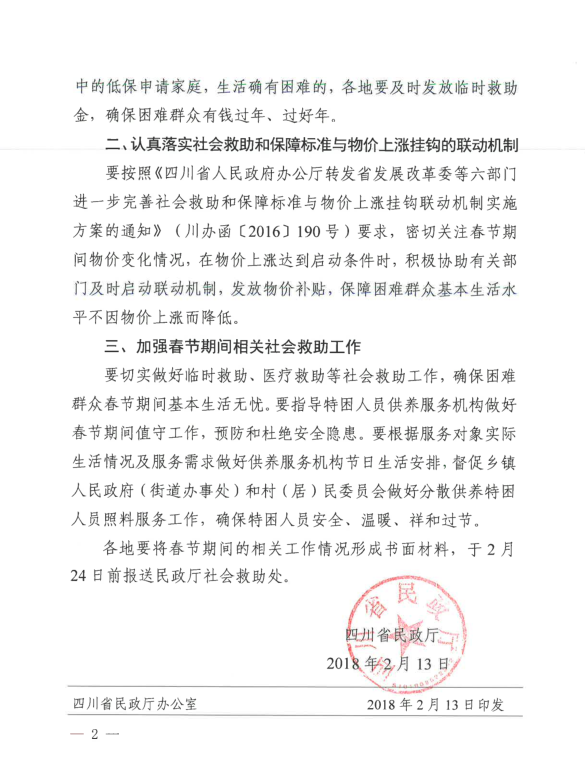 中的低保申请家庭，生活确有困难的，各地要及时发放临时救助
金，确保困难群众有钱过年、过好年。
二、认真落实社会救助和保障标准与物价上涨挂钩的联动机制
要按照《四川省人民政府办公厅转发省发展改革委等六部门
进一步完善社会救助和保障标准与物价上涨挂钩联动机制实施
方案的通知》（川办函〔2016〕190号）要求，密切关注春节期
间物价变化情况，在物价上涨达到启动条件时，积极协助有关部
门及时启动联动机制，发放物价补贴，保障困难群众基本生活水
平不因物价上涨而降低。
三、加强春节期间相关社会救助工作
要切实做好临时救助、医疗救助等社会救助工作，确保困难
群众春节期间基本生活无忧。要指导特困人员供养服务机构做好
春节期间值守工作，预防和杜绝安全隐患。要根据服务对象实际
生活情况及服务需求做好供养服务机构节日生活安排，督促乡镇
人民政府（街道办事处）和村（居）民委员会做好分散供养特困
人员照料服务工作，确保特困人员安全、温暖、祥和过节。
各地要将春节期间的相关工作情况形成书面材料，于2月
24日前报送民政厅社会救助处。
四川省民政厅
四川省民政厅
2018年2月13日
四川省民政厅办公室 2018年2月13日印发
— 2 —